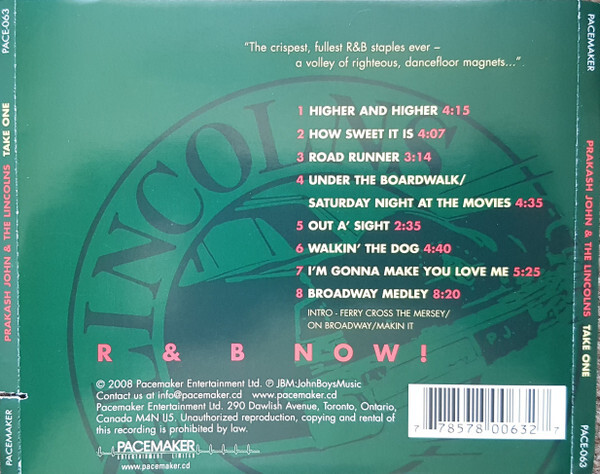 PACE-063
PRAKASH JOHN & THE LINCOLNS TAKE ONE
PACEMAKER
"The crispest, fullest R&B staples ever –
a volley of righteous, dancefloor magnets..."
LINCOLNS
1 HIGHER AND HIGHER 4:15
2 HOW SWEET IT IS 4:07
3 ROAD RUNNER 3:14
4 UNDER THE BOARDWALK/
SATURDAY NIGHT AT THE MOVIES 4:35
5 OUT A' SIGHT 2:35
6 WALKIN' THE DOG 4:40
7 I'M GONNA MAKE YOU LOVE ME 5:25
8 BROADWAY MEDLEY 8:20
INTRO - FERRY CROSS THE MERSEY/
ON BROADWAY/MAKIN IT
R & B NOW!
© 2008 Pacemaker Entertainment Ltd. ℗ JBM:JohnBoysMusic
Contact us at info@pacemaker.cd www.pacemaker.cd
Pacemaker Entertainment Ltd. 290 Dawlish Avenue, Toronto, Ontario,
Canada M4N 1J5. Unauthorized reproduction, copying and rental of
this recording is prohibited by law.
PACEMAKER
ENTERTAINMENT LIMITED
www.pacemaker.cd
7 78578 00632 7
PACEMAKER
PRAKASH JOHN & THE LINCOLNS TAKE ONE
PACE-063